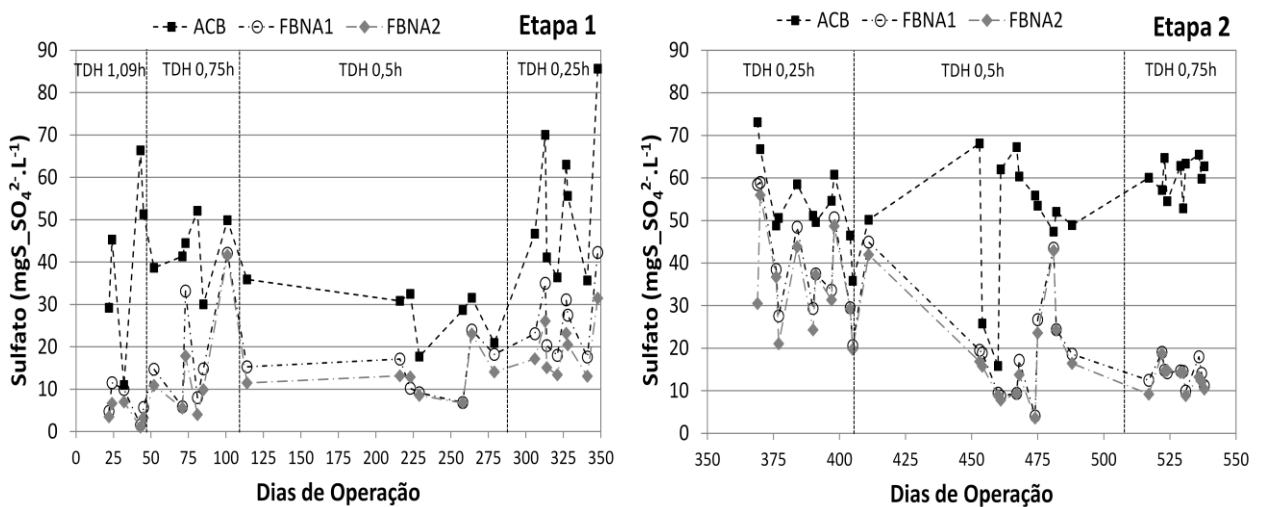 ACB FBNA1 FBNA2 Etapa 1
90
80
70
60
50
40
30
20
10
0
TDH 1,09h TDH 0,75h TDH 0,5h TDH 0,25h
Sulfato (mgS_SO₄²⁻.L⁻¹)
0 25 50 75 100 125 150 175 200 225 250 275 300 325 350
Dias de Operação
ACB FBNA1 FBNA2 Etapa 2
90
80
70
60
50
40
30
20
10
0
TDH 0,25h TDH 0,5h TDH 0,75h
Sulfato (mgS_SO₄²⁻.L⁻¹)
350 375 400 425 450 475 500 525 550
Dias de Operação